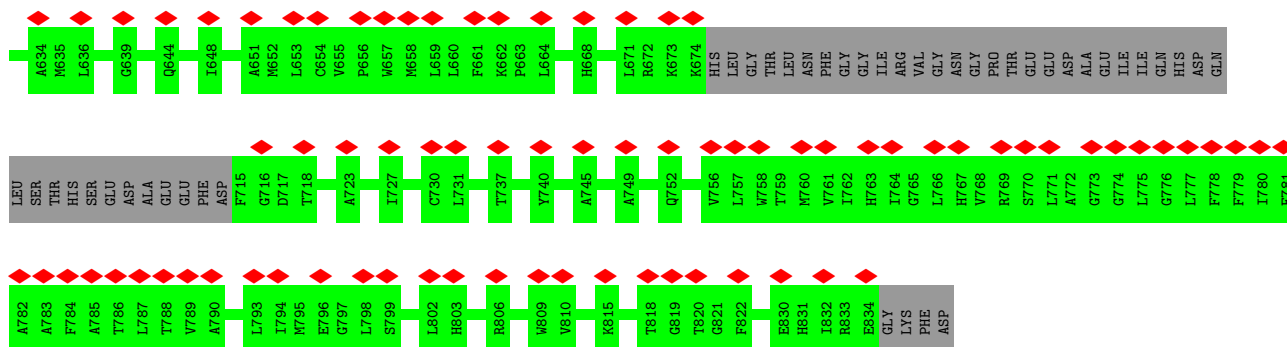 A634 M635 L636 G639 Q644 I648 A651 M652 L653 C654 V655 P656 W657 M658 L659 L660 F661 K662 P663 L664 H668 L671 R672 K673 K674 HIS LEU GLY THR LEU ASN PHE GLY GLY ILE ARG VAL GLY ASN GLY PRO THR GLU GLU ASP ALA GLU ILE ILE GLN HIS ASP GLN
LEU SER THR HIS SER GLU ASP ALA GLU GLU PHE ASP F715 G716 D717 T718 A723 I727 C730 L731 T737 Y740 A745 A749 Q752 V756 L757 W758 T759 M760 V761 I762 H763 I764 G765 L766 H767 V768 R769 S770 L771 A772 G773 G774 L775 G776 L777 F778 F779 I780
A782 A783 F784 A785 T786 L787 T788 V789 A790 L793 I794 M795 E796 G797 L798 S799 L802 H803 R806 W809 V810 K815 T818 G819 T820 G821 F822 E830 H831 I832 R833 E834 GLY LYS PHE ASP